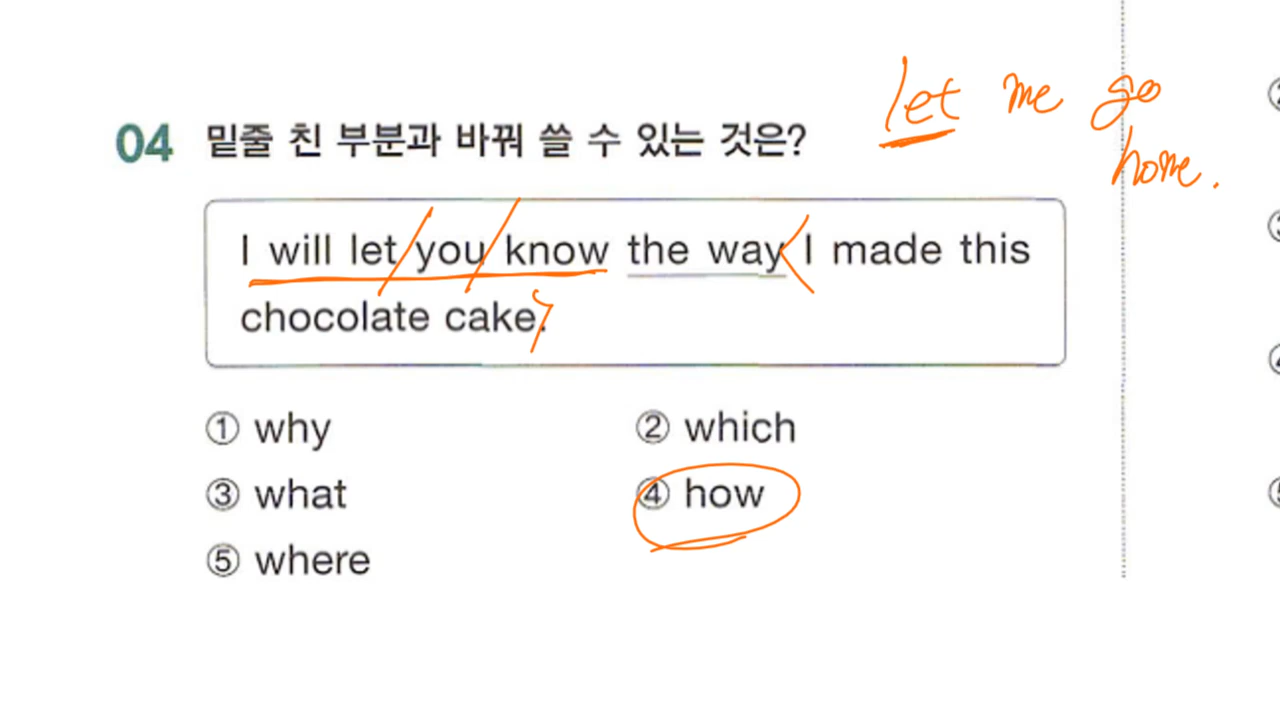 let me go
home.
04 밑줄 친 부분과 바꿔 쓸 수 있는 것은?
I will let you know the way I made this
chocolate cake.
① why
② which
③ what
④ how
⑤ where